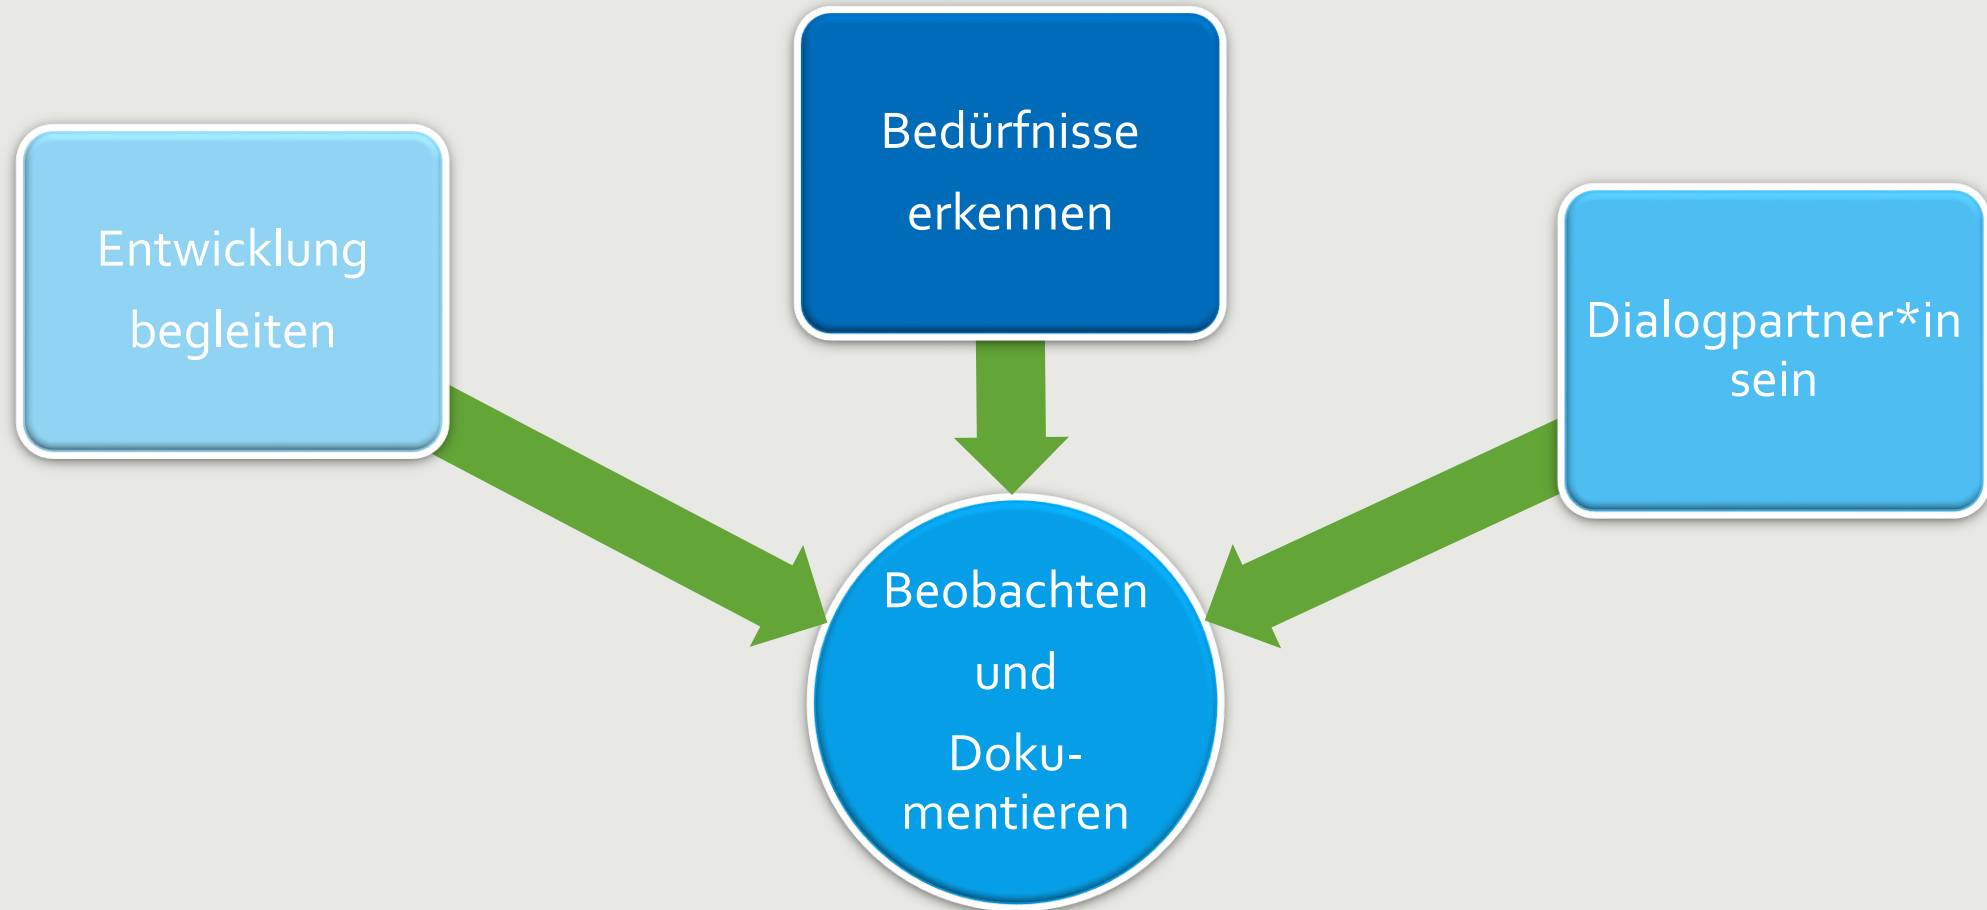 Entwicklung
begleiten
Bedürfnisse
erkennen
Dialogpartner*in
sein
Beobachten
und
Doku-
mentieren